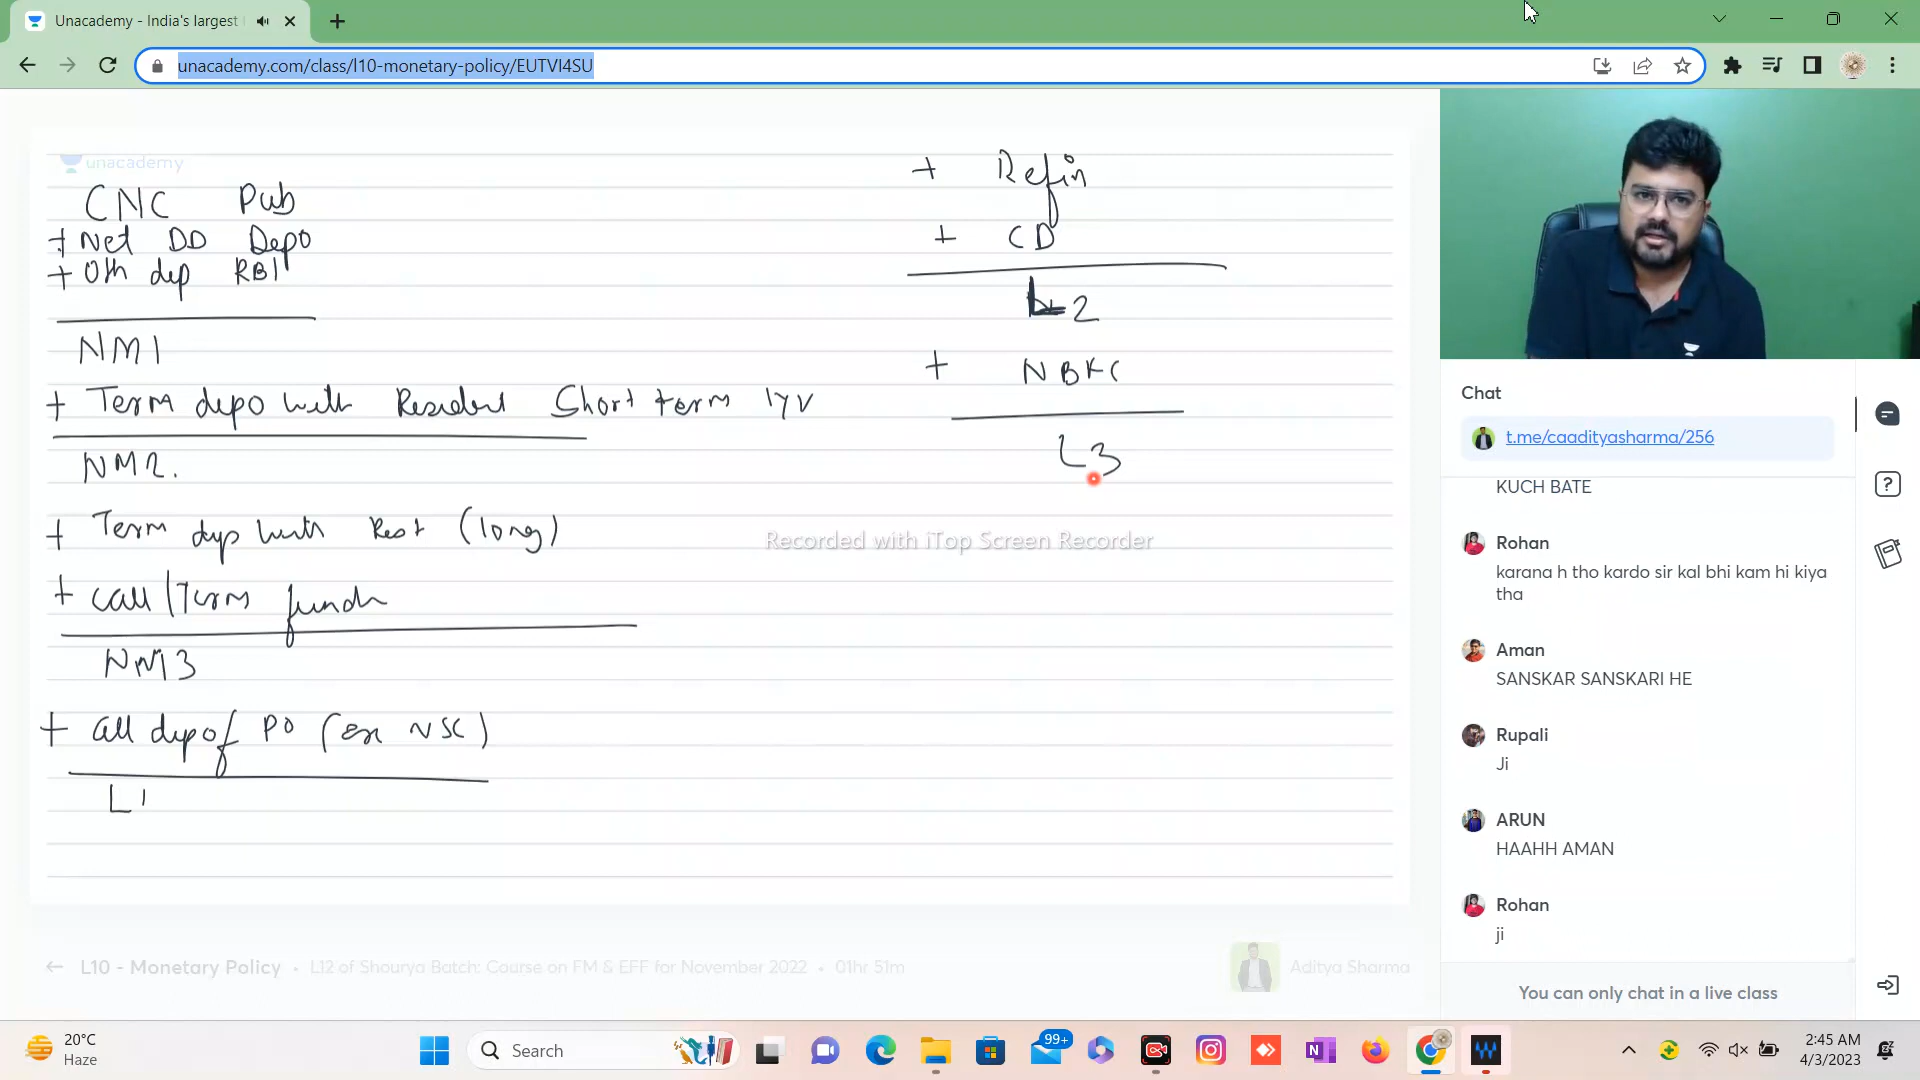 Unacademy - India's largest
unacademy.com/class/l10-monetary-policy/EUTVI4SU
unacademy
CNC Pub
+ Net DD Depo
+ Oth dep RBI
NM1
+ Term depo with Resident Short term 1yr
NM2.
+ Term dep with Rest (long)
+ Call/Term funds
NM3
+ All dep of PO (ex NSC)
L1
+ Refin
+ CD
L2
+ NBFC
L3
Recorded with iTop Screen Recorder
L10 - Monetary Policy • L12 of Shourya Batch: Course on FM & EFF for November 2022 • 01hr 51m
Aditya Sharma
Chat
t.me/caadityasharma/256
KUCH BATE
Rohan
karana h tho kardo sir kal bhi kam hi kiya
tha
Aman
SANSKAR SANSKARI HE
Rupali
Ji
ARUN
HAAHH AMAN
Rohan
ji
You can only chat in a live class
20°C
Haze
Search
99+
2:45 AM
4/3/2023